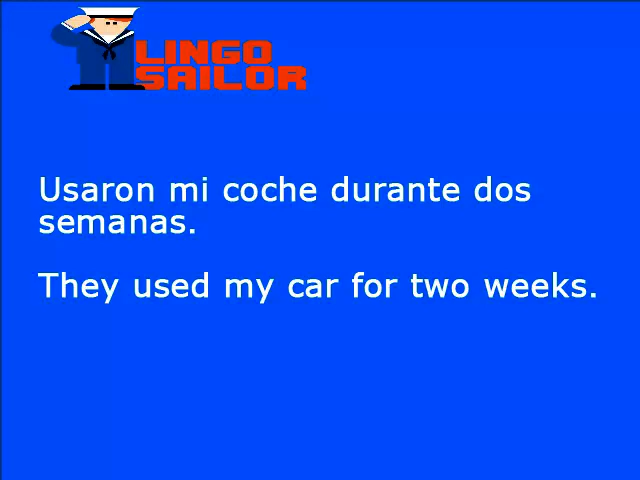 LINGO
SAILOR
Usaron mi coche durante dos
semanas.
They used my car for two weeks.